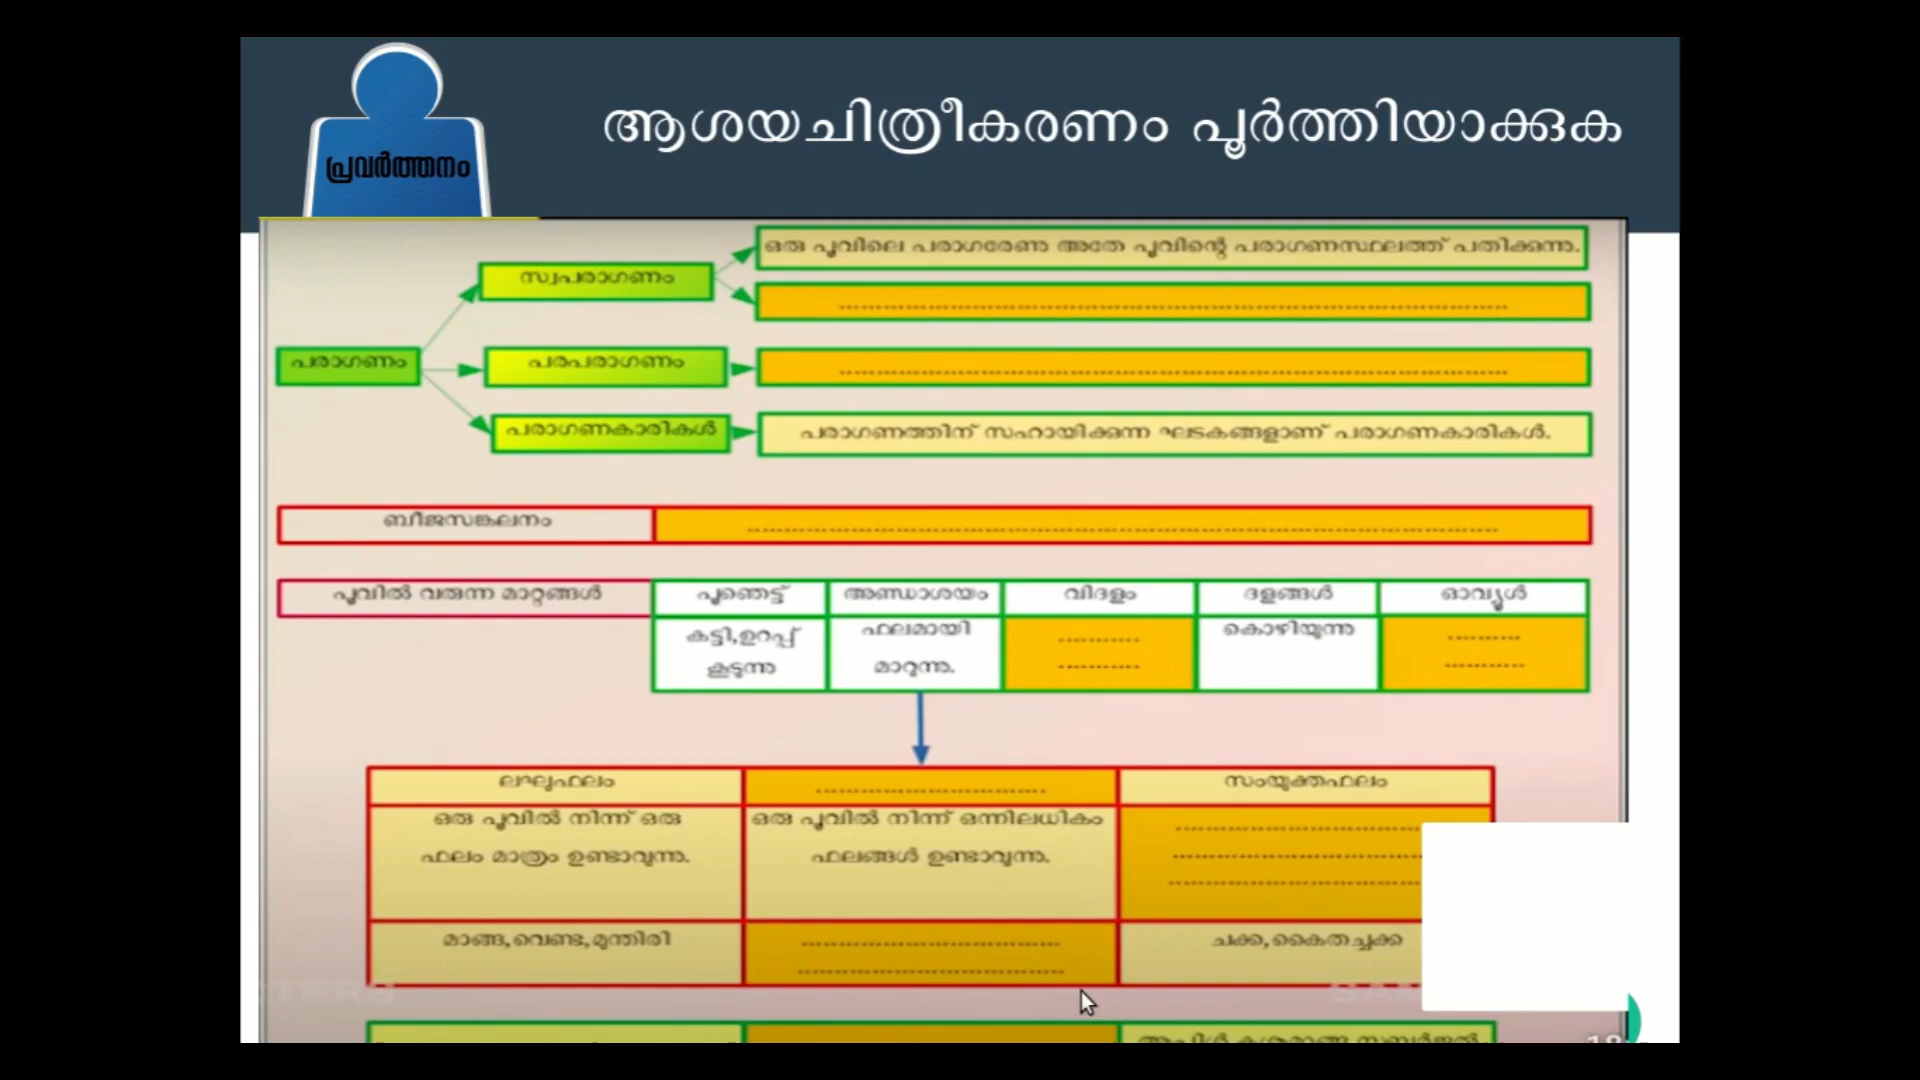 ആശയചിത്രീകരണം പൂർത്തിയാക്കുക
പ്രവർത്തനം
ഒരു പൂവിലെ പരാഗരേണു അതേ പൂവിന്റെ പരാഗണസ്ഥലത്ത് പതിക്കുന്നു.
സ്വപരാഗണം
പരാഗണം
പരപരാഗണം
പരാഗണകാരികൾ
പരാഗണത്തിന് സഹായിക്കുന്ന ഘടകങ്ങളാണ് പരാഗണകാരികൾ.
ബീജസങ്കലനം
പൂവിൽ വരുന്ന മാറ്റങ്ങൾ
പൂഞെട്ട്
അണ്ഡാശയം
വിദളം
ദളങ്ങൾ
ഓവ്യൂൾ
കട്ടി,ഉറപ്പ്
കൂടുന്നു
ഫലമായി
മാറുന്നു.
കൊഴിയുന്നു
ലഘുഫലം
സംയുക്തഫലം
ഒരു പൂവിൽ നിന്ന് ഒരു
ഫലം മാത്രം ഉണ്ടാവുന്നു.
ഒരു പൂവിൽ നിന്ന് ഒന്നിലധികം
ഫലങ്ങൾ ഉണ്ടാവുന്നു.
മാങ്ങ,വെണ്ട,മുന്തിരി
ചക്ക,കൈതച്ചക്ക